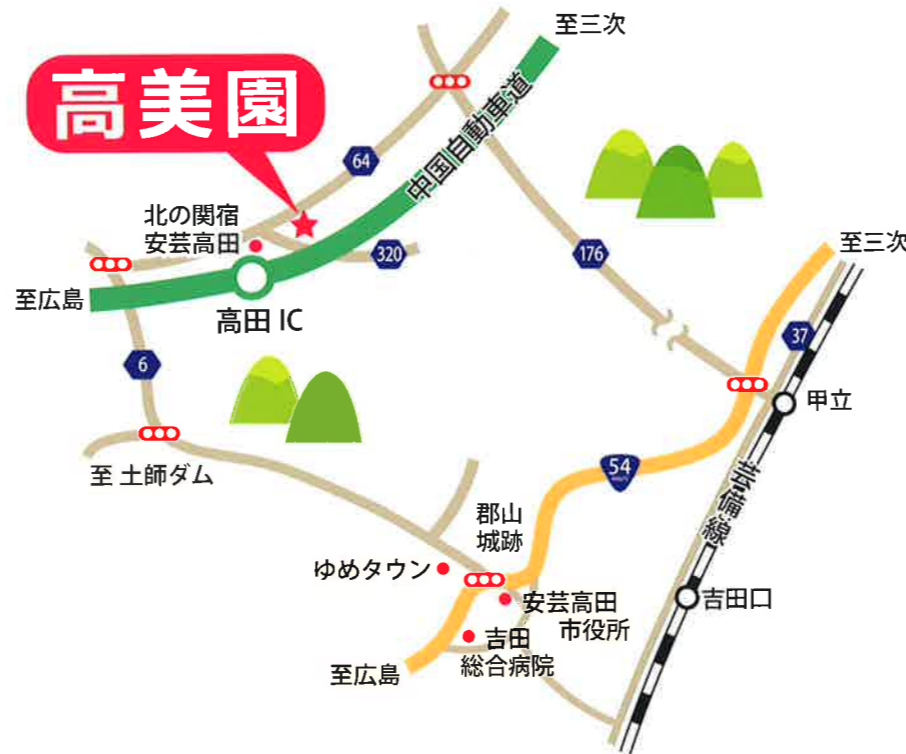 至三次
高美園
64
中国自動車道
北の関宿
安芸高田
320
176
至三次
至広島
高田 IC
37
6
甲立
至 土師ダム
54
ROUTE
芸備線
郡山
城跡
ゆめタウン
安芸高田
市役所
吉田口
吉田
総合病院
至広島